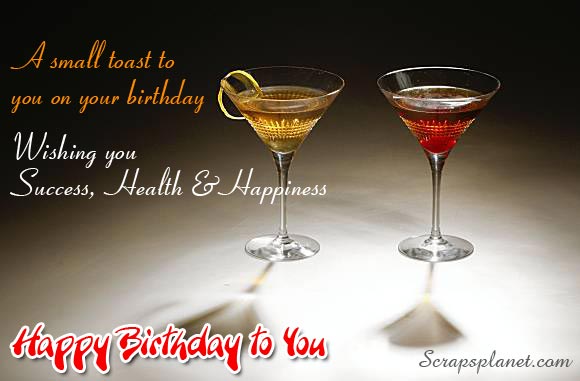 A small toast to
you on your birthday
Wishing you
Success, Health & Happiness
Happy Birthday to You
Scrapsplanet.com